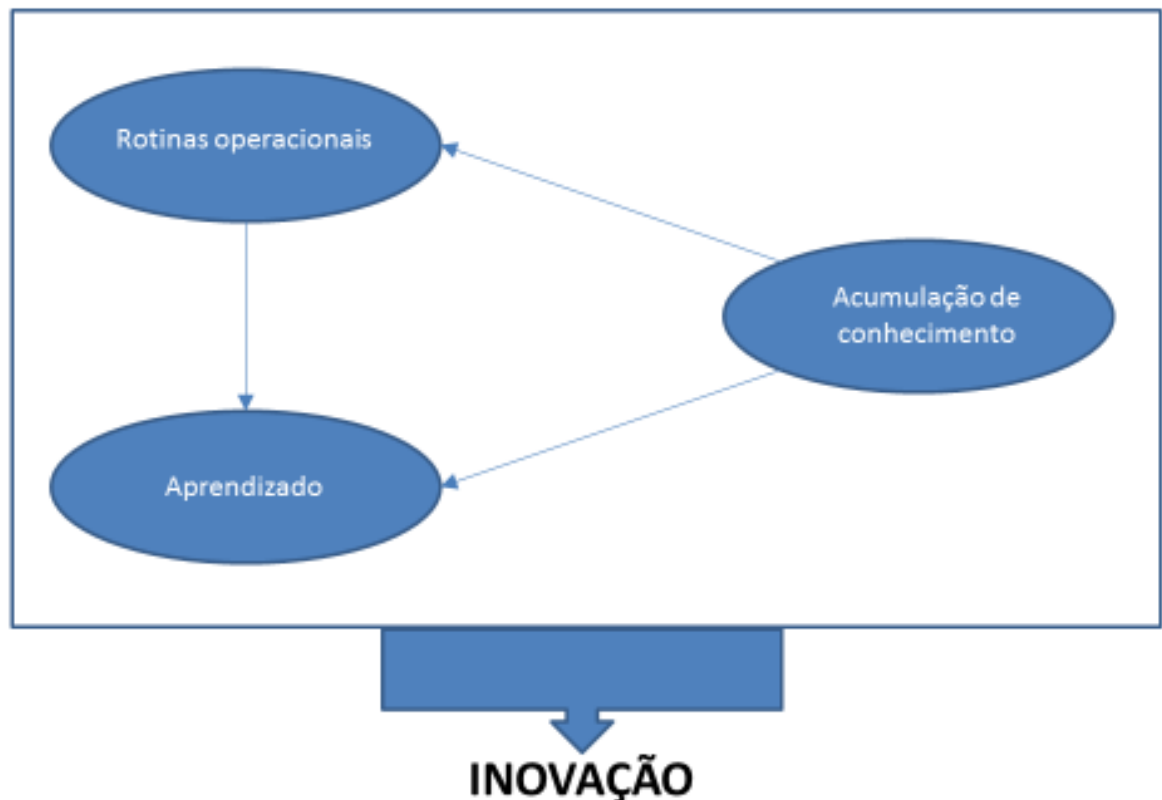 Rotinas operacionais
Acumulação de
conhecimento
Aprendizado
INOVAÇÃO